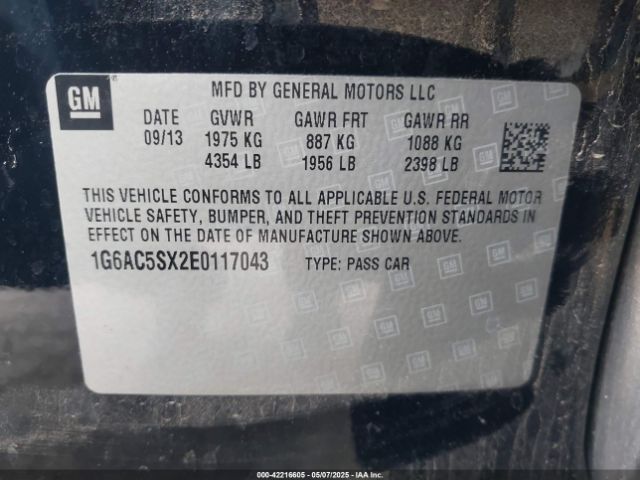 GM
MFD BY GENERAL MOTORS LLC
DATE GVWR GAWR FRT GAWR RR
09/13 1975 KG 887 KG 1088 KG
4354 LB 1956 LB 2398 LB
THIS VEHICLE CONFORMS TO ALL APPLICABLE U.S. FEDERAL MOTOR
VEHICLE SAFETY, BUMPER, AND THEFT PREVENTION STANDARDS IN
EFFECT ON THE DATE OF MANUFACTURE SHOWN ABOVE.
1G6AC5SX2E0117043 TYPE: PASS CAR
000-42216605 - 05/07/2025 - IAAI.COM